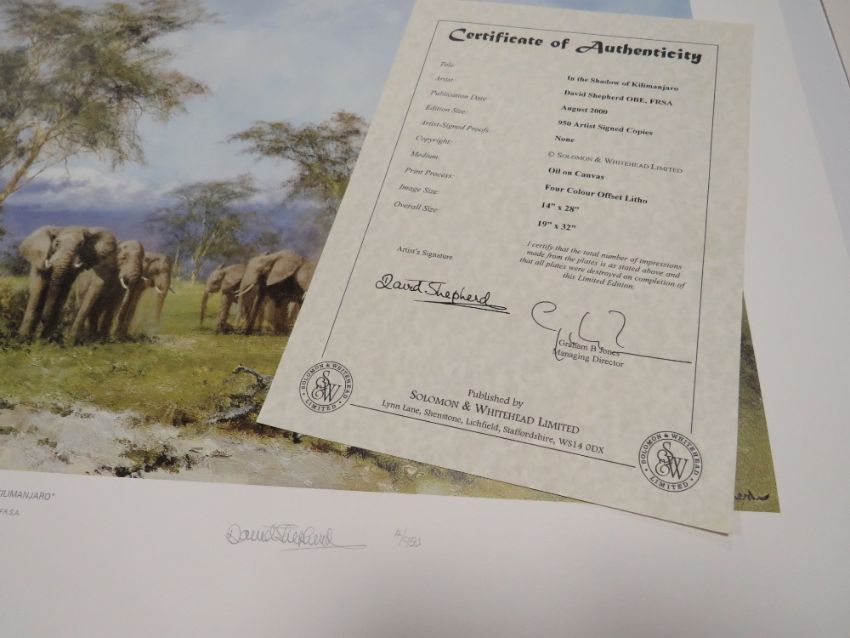 Certificate of Authenticity
Title:
In the Shadow of Kilimanjaro
Artist:
David Shepherd OBE, FRSA
Publication Date:
August 2000
Edition Size:
950 Artist Signed Copies
Artist-Signed Proofs:
None
Copyright:
© SOLOMON & WHITEHEAD LIMITED
Medium:
Oil on Canvas
Print Process:
Four Colour Offset Litho
Image Size:
14" x 28"
Overall Size:
19" x 32"
I certify that the total number of impressions
made from the plates is as stated above and
that all plates were destroyed on completion of
this Limited Edition.
Artist's Signature
David Shepherd
Graham B Jones
Managing Director
Published by
SOLOMON & WHITEHEAD LIMITED
Lynn Lane, Shenstone, Lichfield, Staffordshire, WS14 0DX
SOLOMON & WHITEHEAD LIMITED
S&W
SOLOMON & WHITEHEAD LIMITED
S&W
KILIMANJARO"
F.R.S.A.
David Shepherd
/950